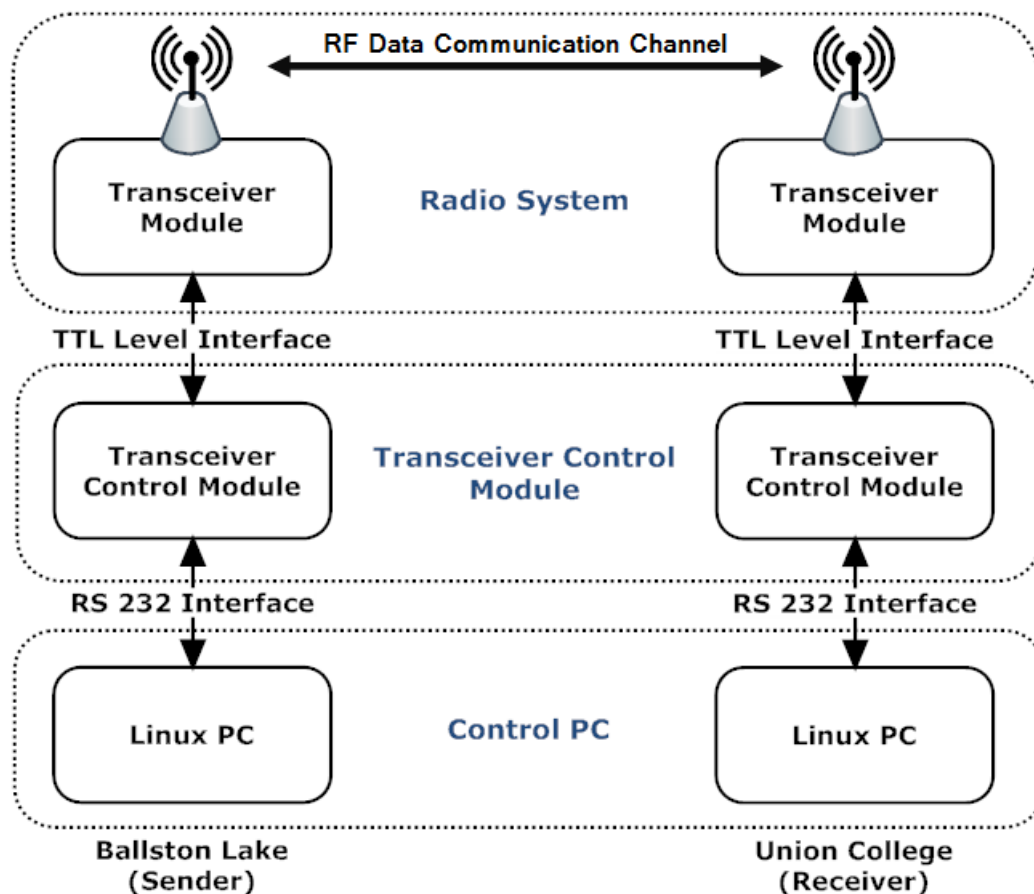 RF Data Communication Channel
Transceiver
Module
Radio System
Transceiver
Module
TTL Level Interface
TTL Level Interface
Transceiver
Control Module
Transceiver Control
Module
Transceiver
Control Module
RS 232 Interface
RS 232 Interface
Linux PC
Control PC
Linux PC
Ballston Lake
(Sender)
Union College
(Receiver)